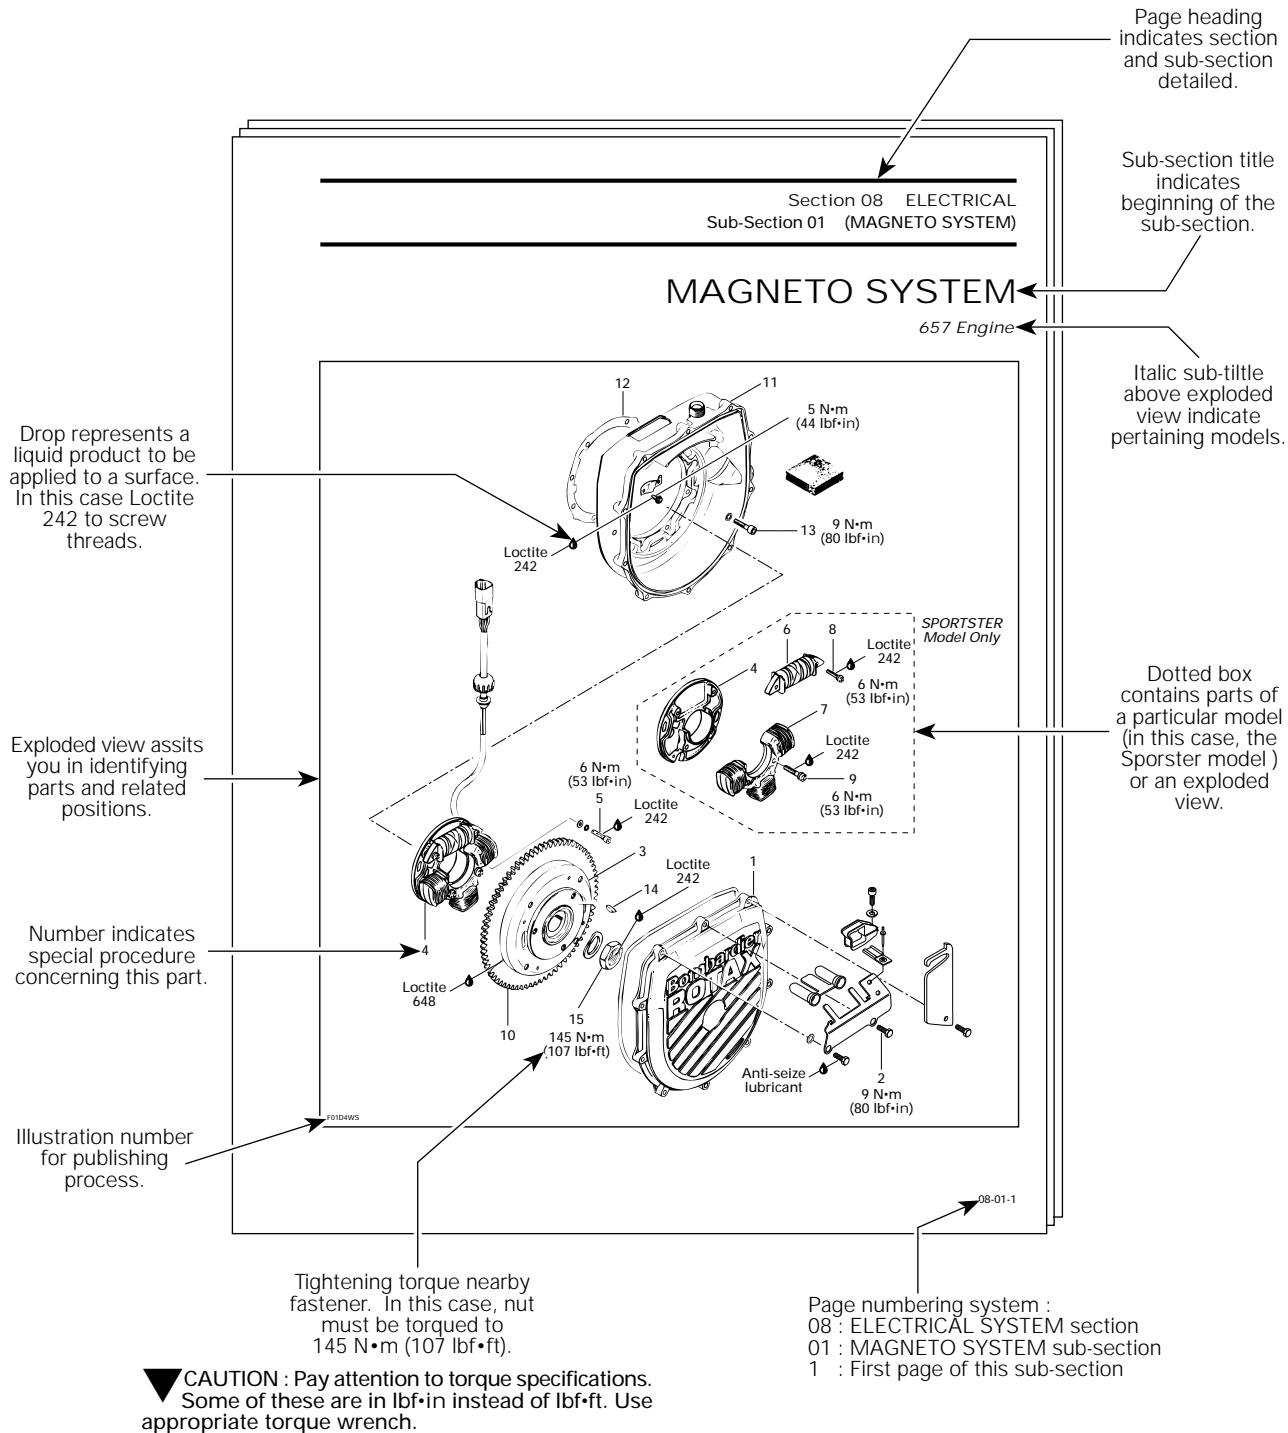 Page heading
indicates section
and sub-section
detailed.
Section 08 ELECTRICAL
Sub-Section 01 (MAGNETO SYSTEM)
Sub-section title
indicates
beginning of the
sub-section.
MAGNETO SYSTEM
657 Engine
Italic sub-tiltle
above exploded
view indicate
pertaining models.
Drop represents a
liquid product to be
applied to a surface.
In this case Loctite
242 to screw
threads.
12
11
5 N•m
(44 lbf•in)
13
9 N•m
(80 lbf•in)
Loctite
242
SPORTSTER
Model Only
6
8
Loctite
242
4
6 N•m
(53 lbf•in)
7
Loctite
242
9
6 N•m
(53 lbf•in)
Dotted box
contains parts of
a particular model
(in this case, the
Sporster model )
or an exploded
view.
Exploded view assits
you in identifying
parts and related
positions.
6 N•m
(53 lbf•in)
5
Loctite
242
3
Loctite
242
1
14
Number indicates
special procedure
concerning this part.
4
Loctite
648
10
15
145 N•m
(107 lbf•ft)
Bombardier
ROTAX
Anti-seize
lubricant
2
9 N•m
(80 lbf•in)
F01D4WS
Illustration number
for publishing
process.
08-01-1
Tightening torque nearby
fastener. In this case, nut
must be torqued to
145 N•m (107 lbf•ft).
Page numbering system :
08 : ELECTRICAL SYSTEM section
01 : MAGNETO SYSTEM sub-section
1 : First page of this sub-section
CAUTION : Pay attention to torque specifications.
Some of these are in lbf•in instead of lbf•ft. Use
appropriate torque wrench.